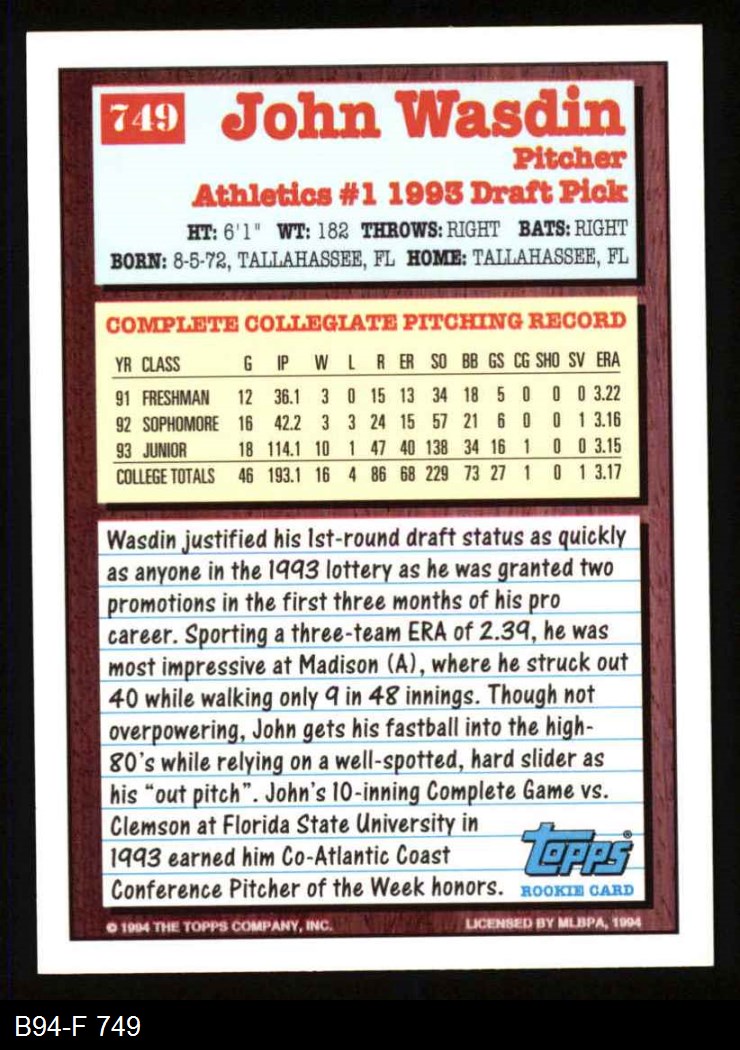 749 John Wasdin
Pitcher
Athletics #1 1993 Draft Pick
HT: 6'1" WT: 182 THROWS: RIGHT BATS: RIGHT
BORN: 8-5-72, TALLAHASSEE, FL HOME: TALLAHASSEE, FL
COMPLETE COLLEGIATE PITCHING RECORD
YR CLASS G IP W L R ER SO BB GS CG SHO SV ERA
91 FRESHMAN 12 36.1 3 0 15 13 34 18 5 0 0 0 3.22
92 SOPHOMORE 16 42.2 3 3 24 15 57 21 6 0 0 1 3.16
93 JUNIOR 18 114.1 10 1 47 40 138 34 16 1 0 0 3.15
COLLEGE TOTALS 46 193.1 16 4 86 68 229 73 27 1 0 1 3.17
Wasdin justified his 1st-round draft status as quickly
as anyone in the 1993 lottery as he was granted two
promotions in the first three months of his pro
career. Sporting a three-team ERA of 2.39, he was
most impressive at Madison (A), where he struck out
40 while walking only 9 in 48 innings. Though not
overpowering, John gets his fastball into the high-
80's while relying on a well-spotted, hard slider as
his "out pitch". John's 10-inning Complete Game vs.
Clemson at Florida State University in
1993 earned him Co-Atlantic Coast
Conference Pitcher of the Week honors.
Topps®
ROOKIE CARD
© 1994 THE TOPPS COMPANY, INC. LICENSED BY MLBPA, 1994
B94-F 749